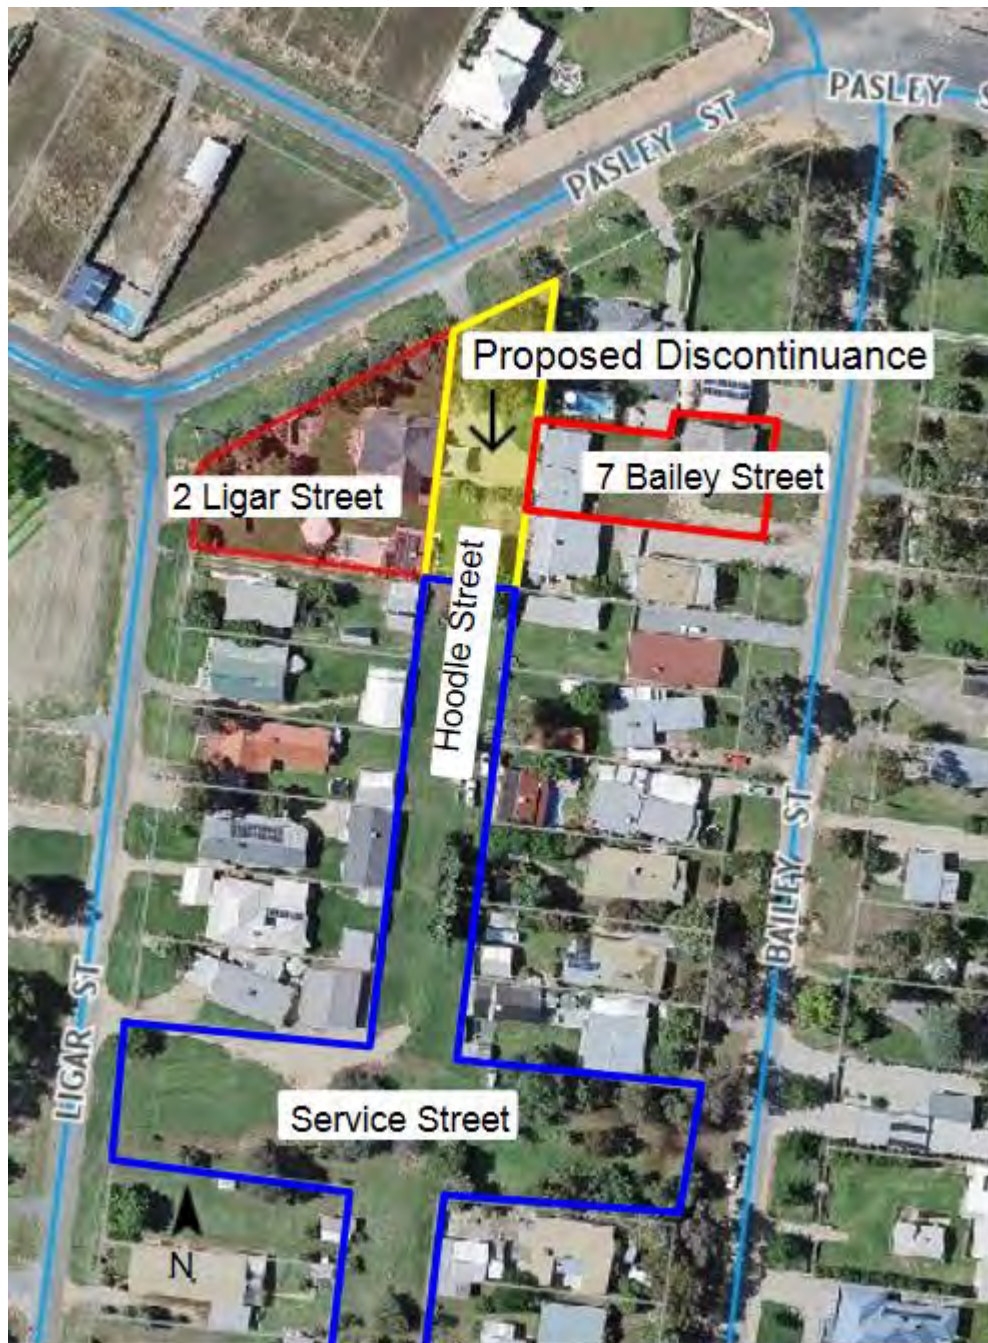 PASLEY ST
PASLEY S
Proposed Discontinuance
2 Ligar Street
7 Bailey Street
Hoodle Street
BAILEY ST
LIGAR ST
Service Street
N